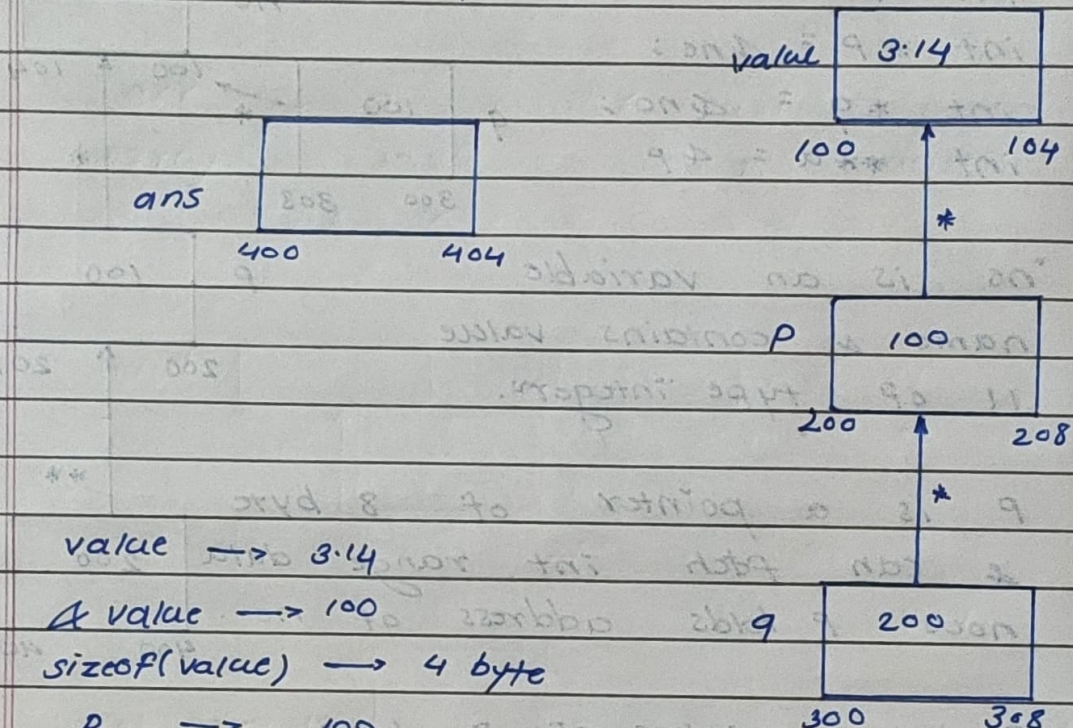 value 3.14
100 104
*
ans
400 404
P 100
200 208
*
value → 3.14
& value → 100
q 200
sizeof(value) → 4 byte
300 308
P → 100